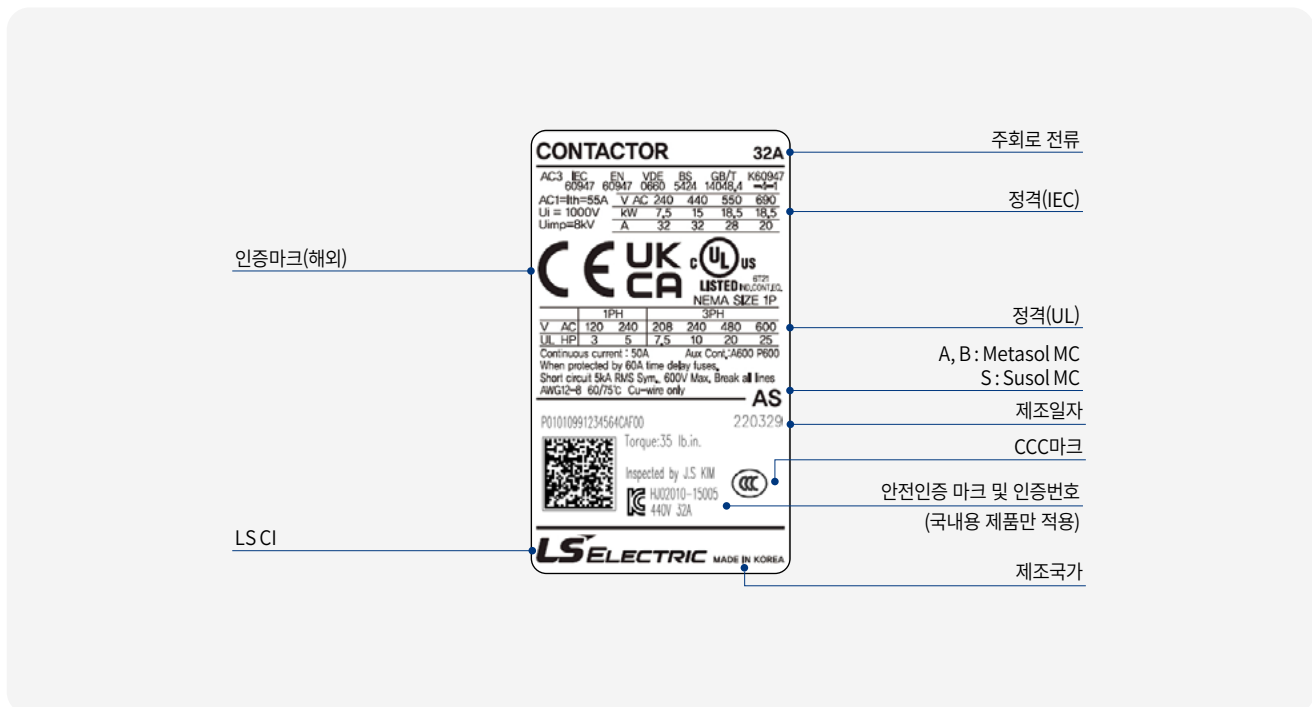 CONTACTOR 32A
AC3 IEC EN VDE BS GB/T K60947
60947 60947 0660 5424 14048.4 -4-1
AC1=Ith=55A V AC 240 440 550 690
Ui = 1000V kW 7.5 15 18.5 18.5
Uimp=8kV A 32 32 28 20
CE UK CA c UL US
LISTED 6T21 IND.CONT.EQ.
NEMA SIZE 1P
1PH 3PH
V AC 120 240 208 240 480 600
UL HP 3 5 7.5 10 20 25
Continuous current : 50A Aux Cont.:A600 P600
When protected by 60A time delay fuses.
Short circuit 5kA RMS Sym., 600V Max, Break all lines
AWG12-8 60/75℃ Cu-wire only
AS
P01010991234564CAF00 220329
Torque:35 lb.in.
Inspected by J.S KIM
CCC
HJ02010-15005
440V 32A
LS ELECTRIC MADE IN KOREA
인증마크(해외)
LS CI
주회로 전류
정격(IEC)
정격(UL)
A, B : Metasol MC
S : Susol MC
제조일자
CCC마크
안전인증 마크 및 인증번호
(국내용 제품만 적용)
제조국가